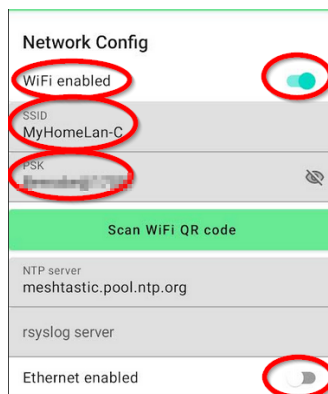 Network Config
WiFi enabled
SSID
MyHomeLan-C
PSK
Scan WiFi QR code
NTP server
meshtastic.pool.ntp.org
rsyslog server
Ethernet enabled